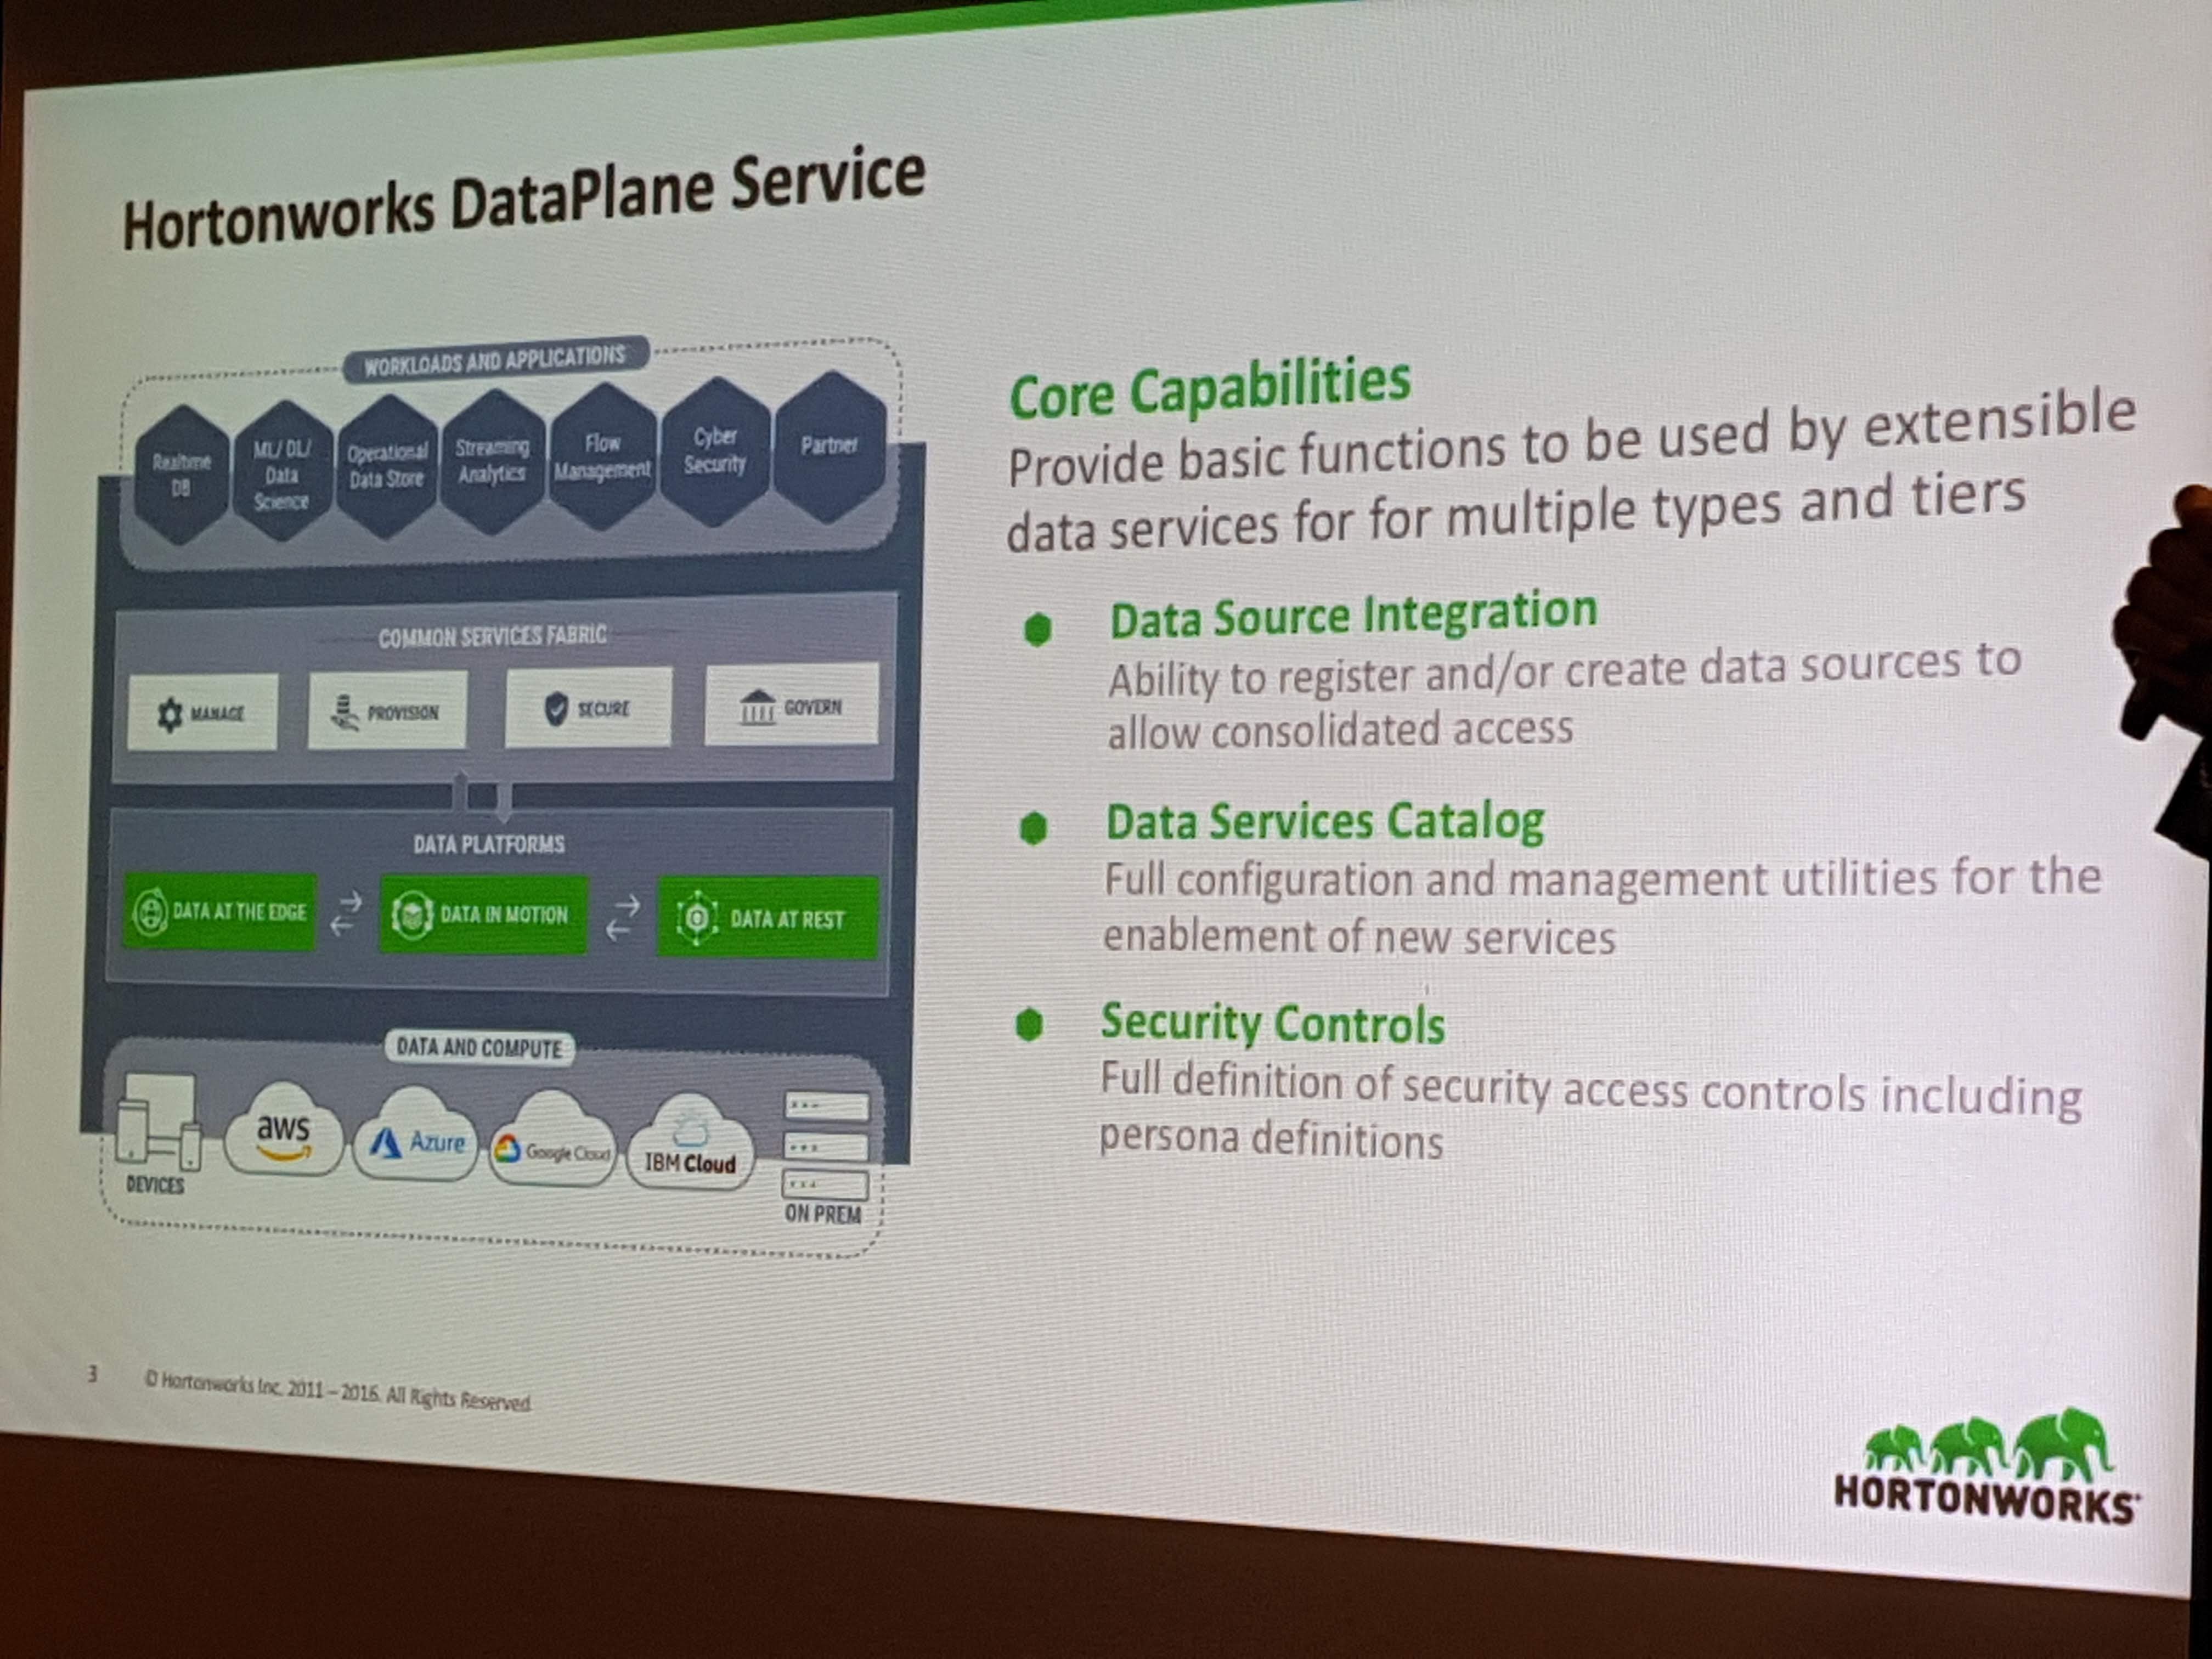 Hortonworks DataPlane Service
WORKLOADS AND APPLICATIONS
Realtime
DB
ML/ DL/
Data
Science
Operational
Data Store
Streaming
Analytics
Flow
Management
Cyber
Security
Partner
COMMON SERVICES FABRIC
MANAGE
PROVISION
SECURE
GOVERN
DATA PLATFORMS
DATA AT THE EDGE
DATA IN MOTION
DATA AT REST
DATA AND COMPUTE
DEVICES
aws
Azure
Google Cloud
IBM Cloud
ON PREM
Core Capabilities
Provide basic functions to be used by extensible
data services for for multiple types and tiers
Data Source Integration
Ability to register and/or create data sources to
allow consolidated access
Data Services Catalog
Full configuration and management utilities for the
enablement of new services
Security Controls
Full definition of security access controls including
persona definitions
3
© Hortonworks Inc. 2011 – 2016. All Rights Reserved
HORTONWORKS